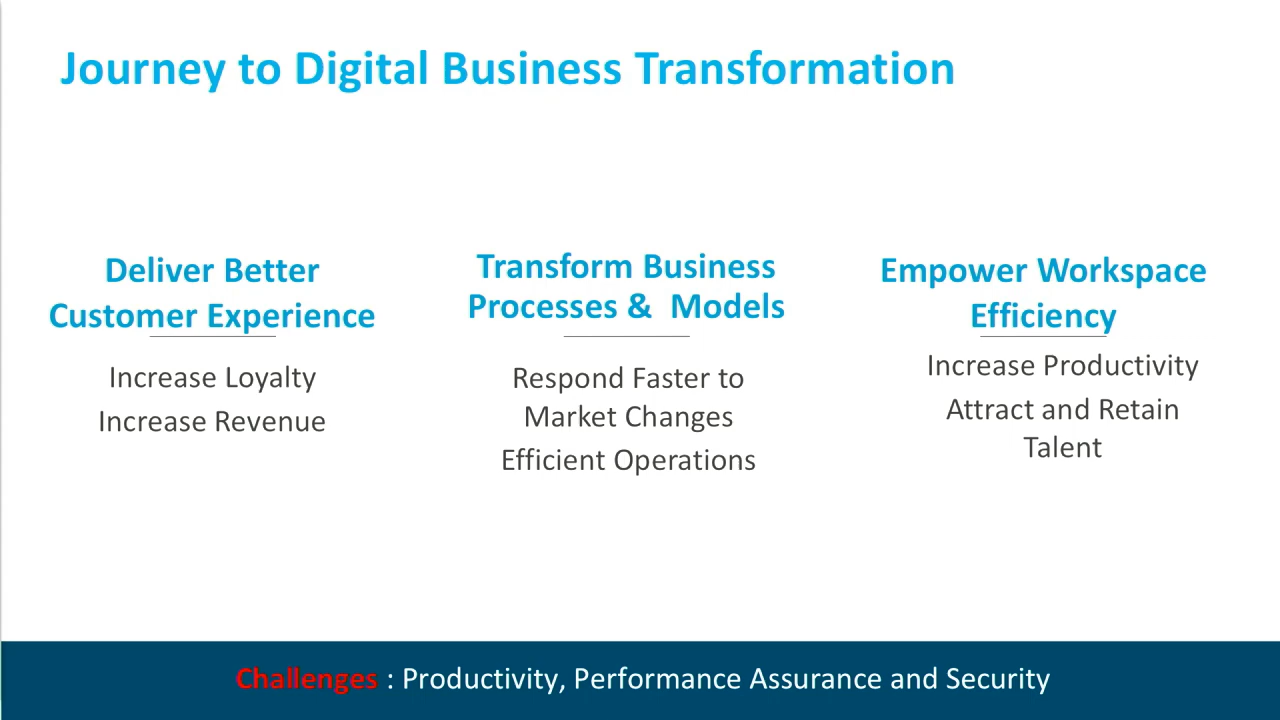 Journey to Digital Business Transformation
Deliver Better
Customer Experience
Increase Loyalty
Increase Revenue
Transform Business
Processes &  Models
Respond Faster to
Market Changes
Efficient Operations
Empower Workspace
Efficiency
Increase Productivity
Attract and Retain
Talent
Challenges : Productivity, Performance Assurance and Security